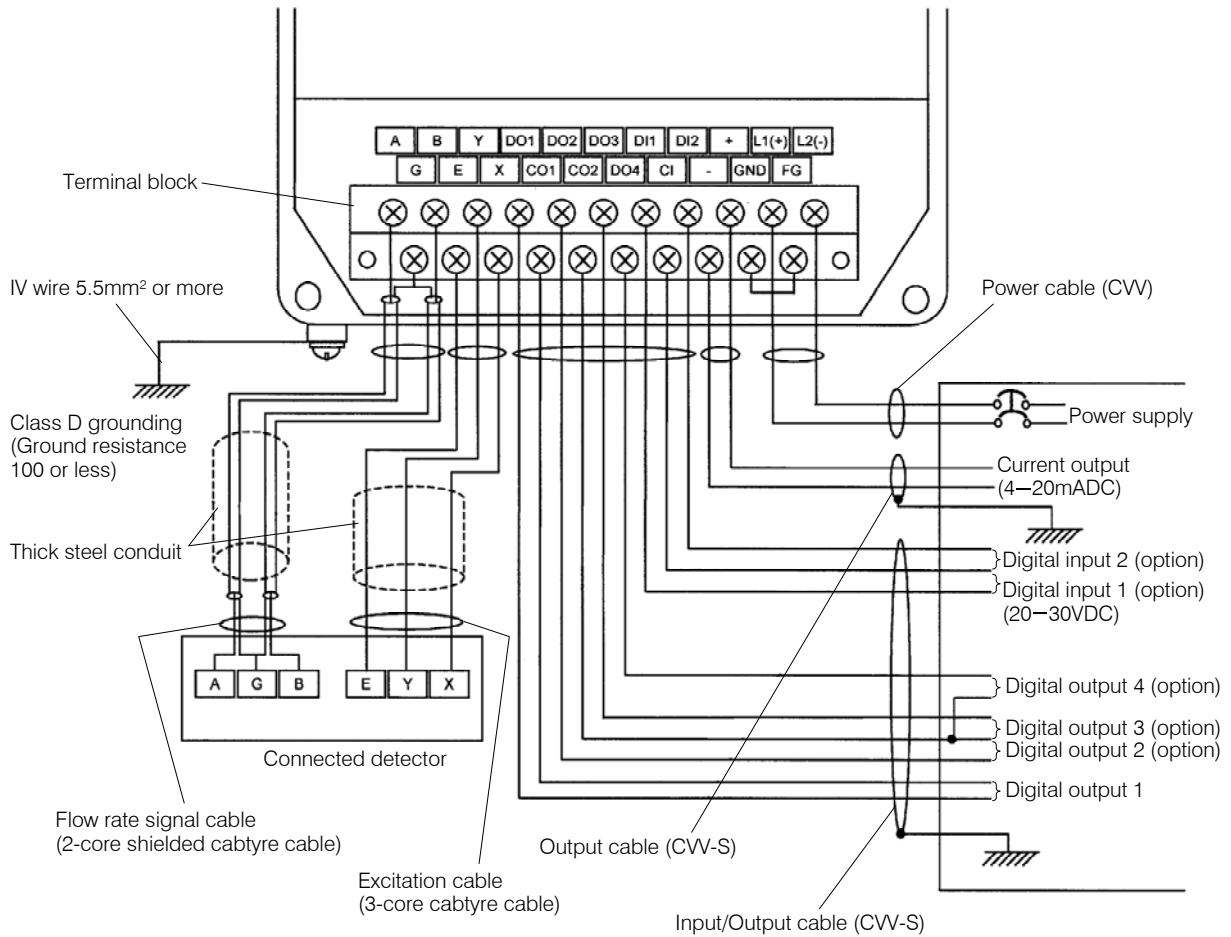 A B Y DO1 DO2 DO3 DI1 DI2 + L1(+) L2(-)
G E X CO1 CO2 DO4 CI - GND FG
Terminal block
IV wire 5.5mm² or more
Power cable (CVV)
Class D grounding
(Ground resistance
100 or less)
Power supply
Current output
(4–20mADC)
Thick steel conduit
Digital input 2 (option)
Digital input 1 (option)
(20–30VDC)
A G B E Y X
Digital output 4 (option)
Digital output 3 (option)
Digital output 2 (option)
Connected detector
Digital output 1
Flow rate signal cable
(2-core shielded cabtyre cable)
Output cable (CVV-S)
Excitation cable
(3-core cabtyre cable)
Input/Output cable (CVV-S)